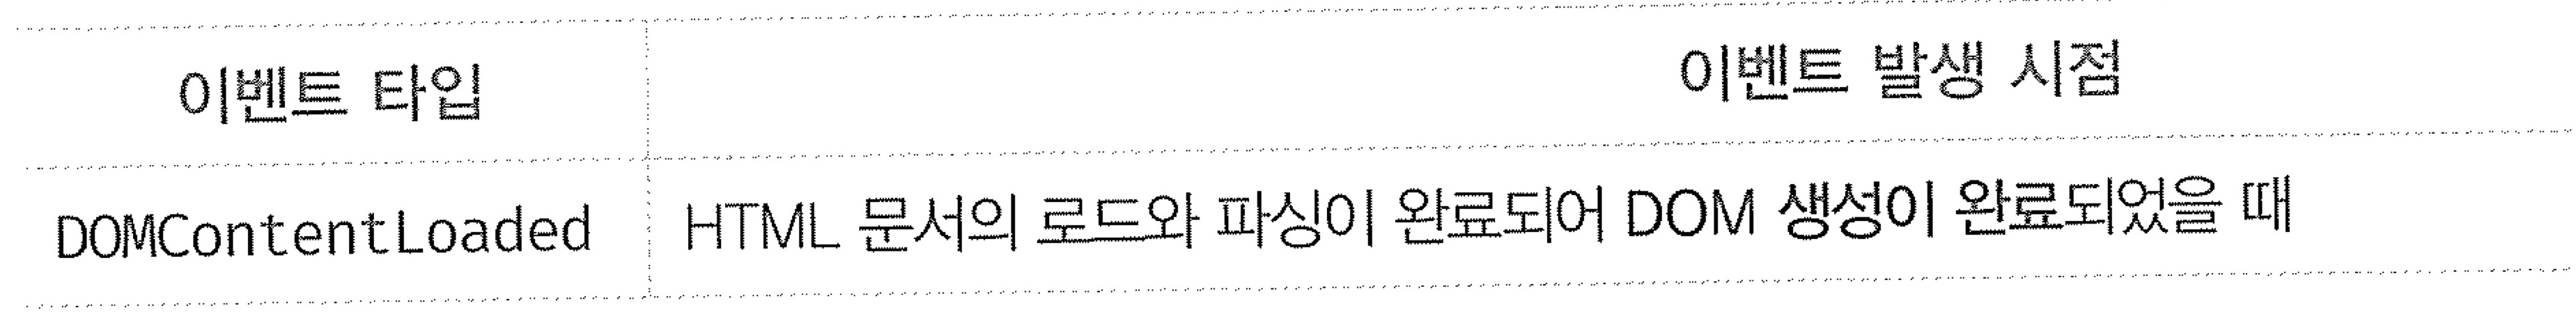 이벤트 타입 이벤트 발생 시점
DOMContentLoaded HTML 문서의 로드와 파싱이 완료되어 DOM 생성이 완료되었을 때